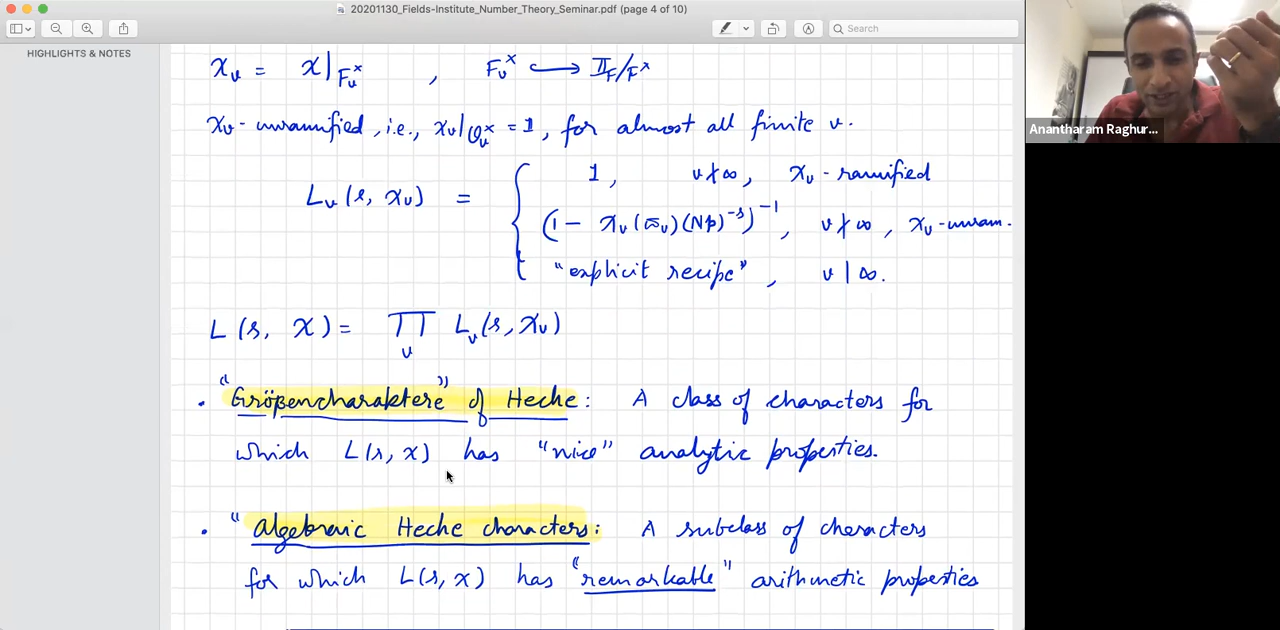 20201130_Fields-Institute_Number_Theory_Seminar.pdf (page 4 of 10)
Search
HIGHLIGHTS & NOTES
Anantharam Raghur...
χ_v = χ|_{F_v^×} , F_v^× ↪ 𝕀_F/F^×
χ_v - unramified, i.e., χ_v|_{O_v^×} = 1, for almost all finite v.
L_v(s, χ_v) = { 1, v∤∞, χ_v - ramified
(1 - χ_v(ϖ_v)(Np)^{-s})^{-1}, v∤∞, χ_v - unram.
"explicit recipe", v|∞.
L(s, χ) = ∏_v L_v(s, χ_v)
• "Größencharaktere" of Hecke: A class of characters for
which L(s, χ) has "nice" analytic properties.
• "Algebraic Hecke characters: A subclass of characters
for which L(s, χ) has "remarkable" arithmetic properties